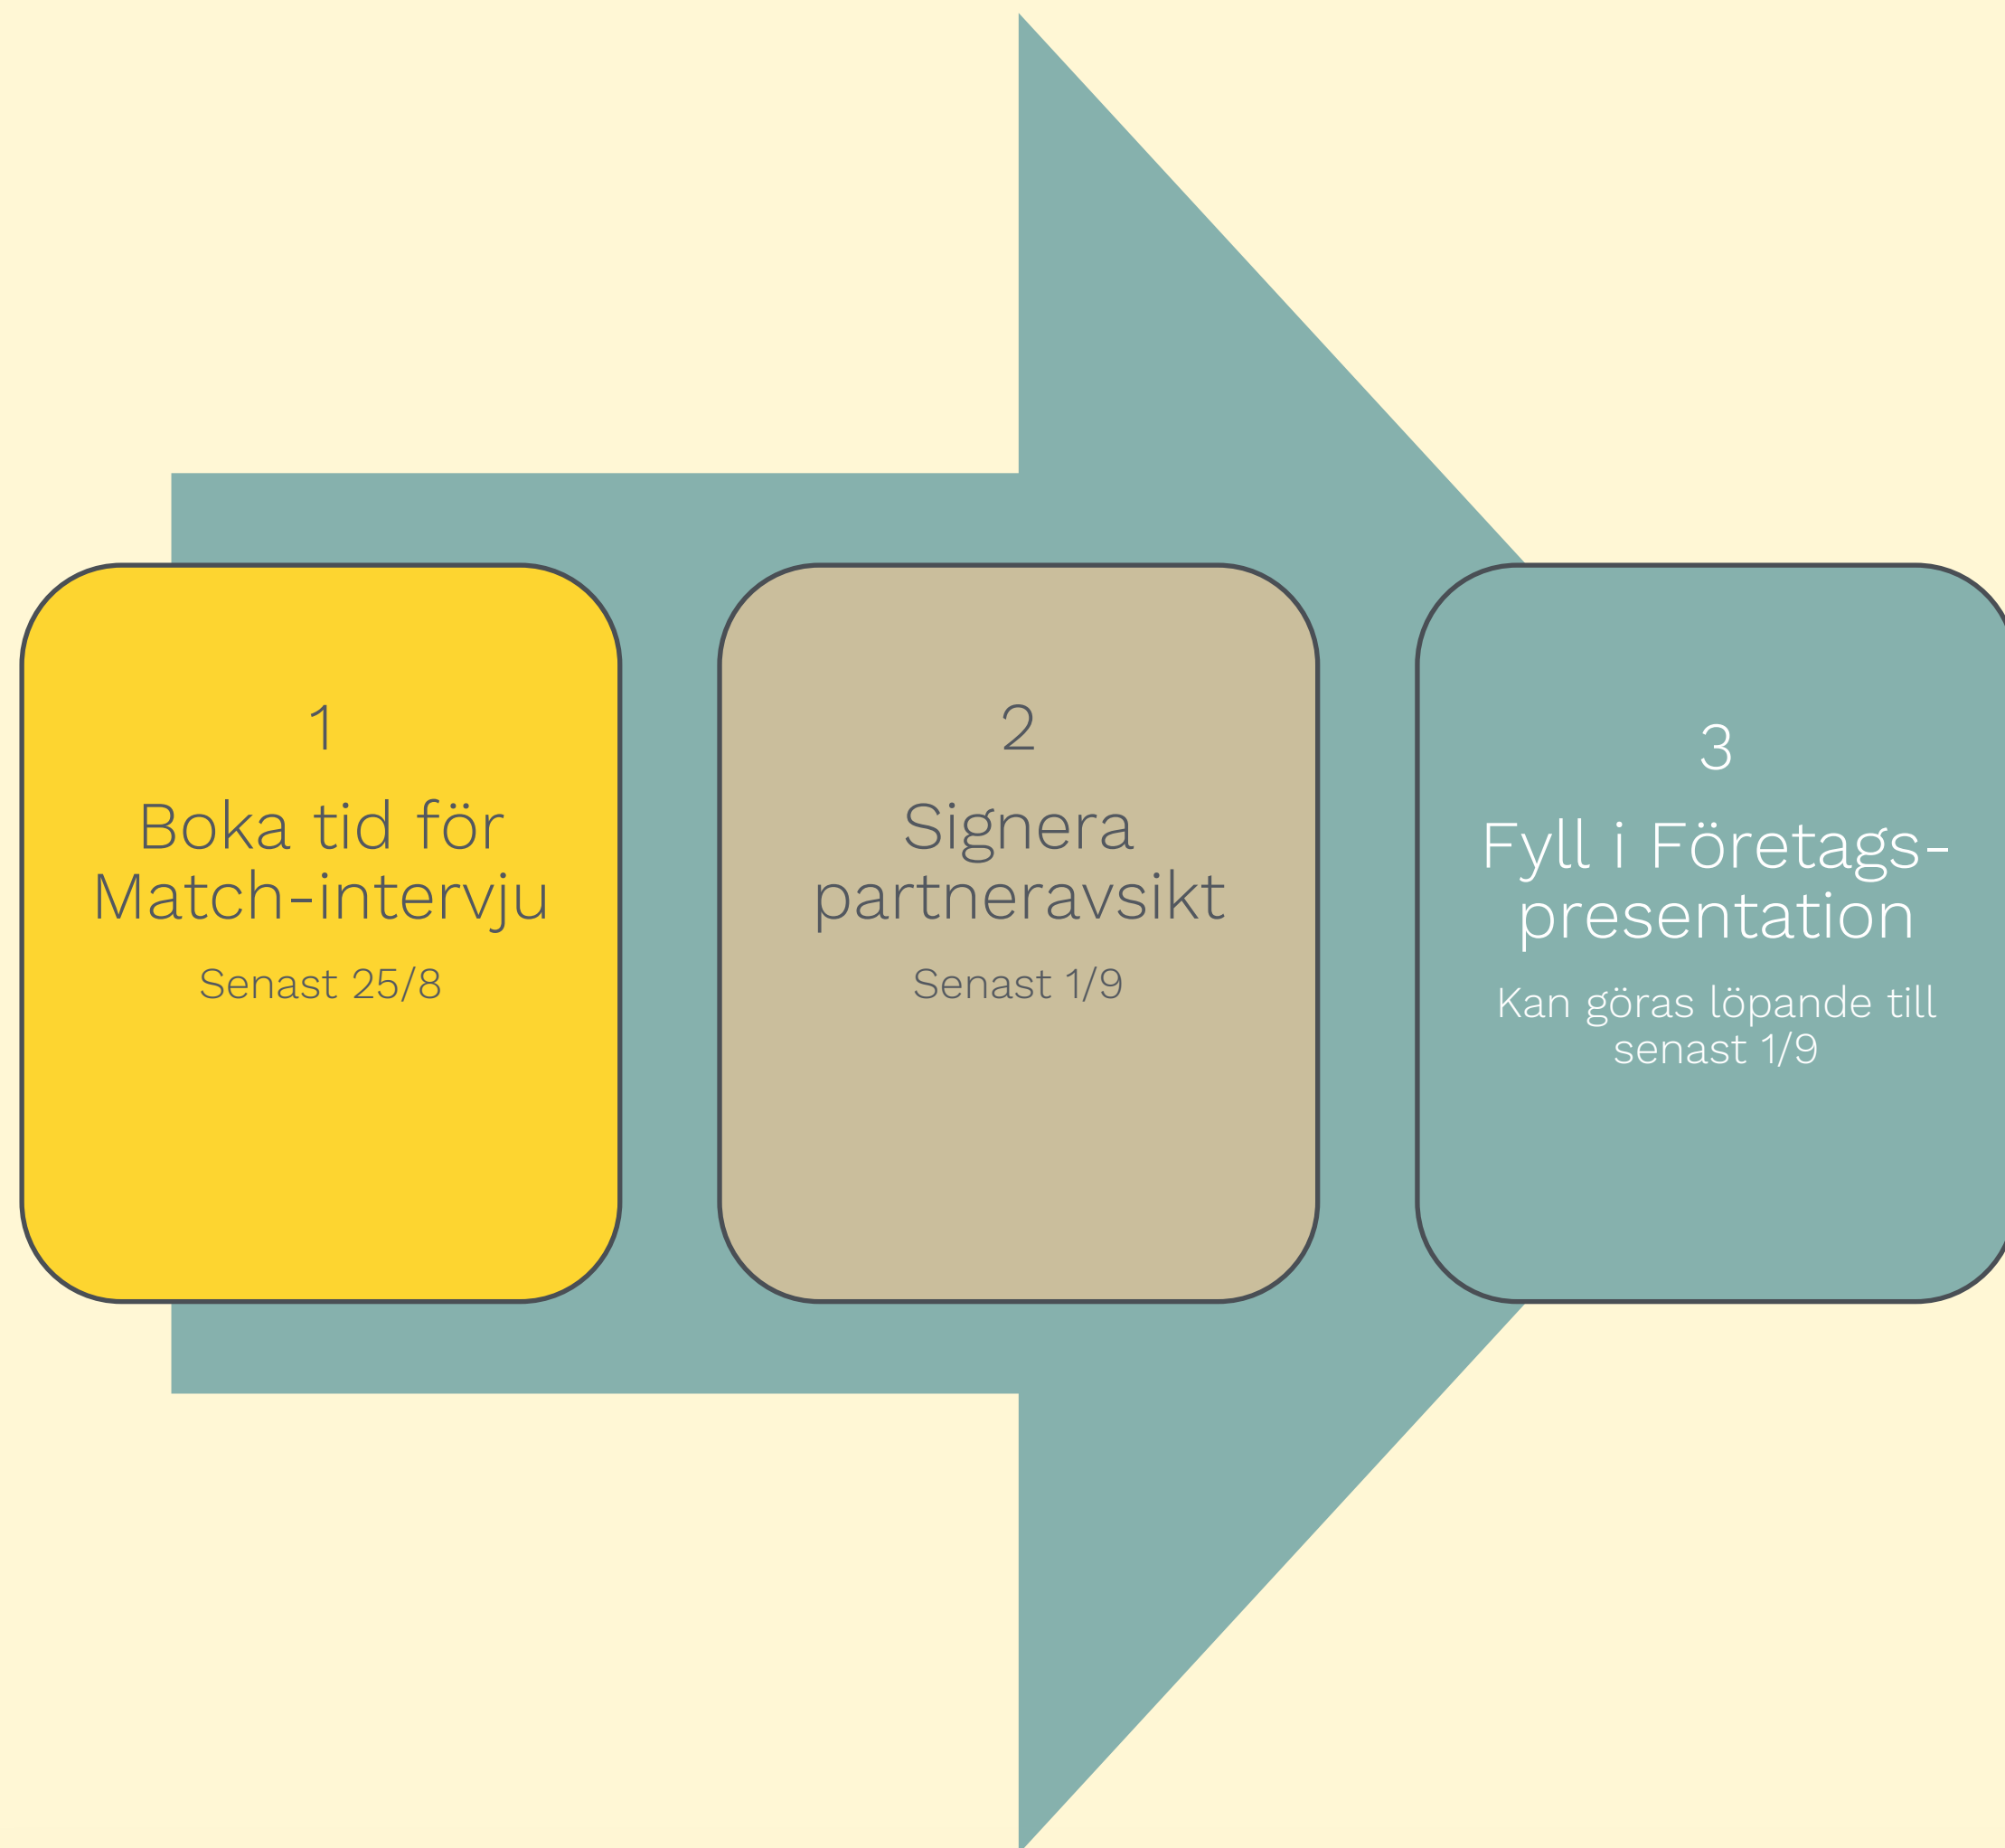 1
Boka tid för
Match-intervju
Senast 25/8
2
Signera
partneravsikt
Senast 1/9
3
Fyll i Företags-
presentation
Kan göras löpande till
senast 1/9